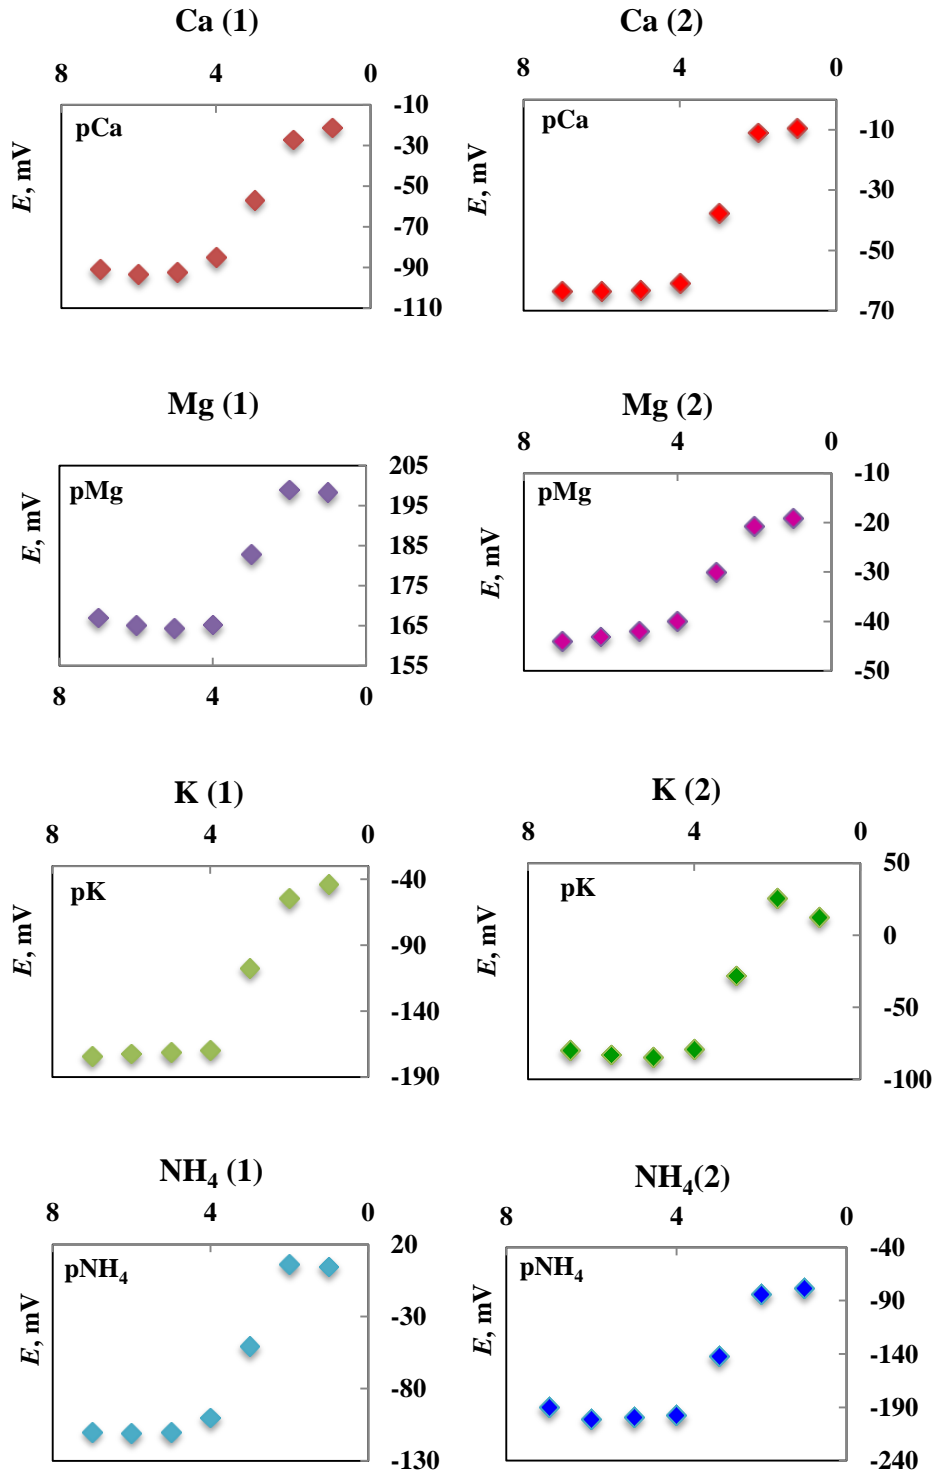 Ca (1)
8 4 0
pCa
E, mV
-10
-30
-50
-70
-90
-110
Ca (2)
8 4 0
pCa
E, mV
-10
-30
-50
-70
Mg (1)
pMg
E, mV
205
195
185
175
165
155
8 4 0
Mg (2)
8 4 0
pMg
E, mV
-10
-20
-30
-40
-50
K (1)
8 4 0
pK
E, mV
-40
-90
-140
-190
K (2)
8 4 0
pK
E, mV
50
0
-50
-100
NH₄ (1)
8 4 0
pNH₄
E, mV
20
-30
-80
-130
NH₄(2)
8 4 0
pNH₄
E, mV
-40
-90
-140
-190
-240